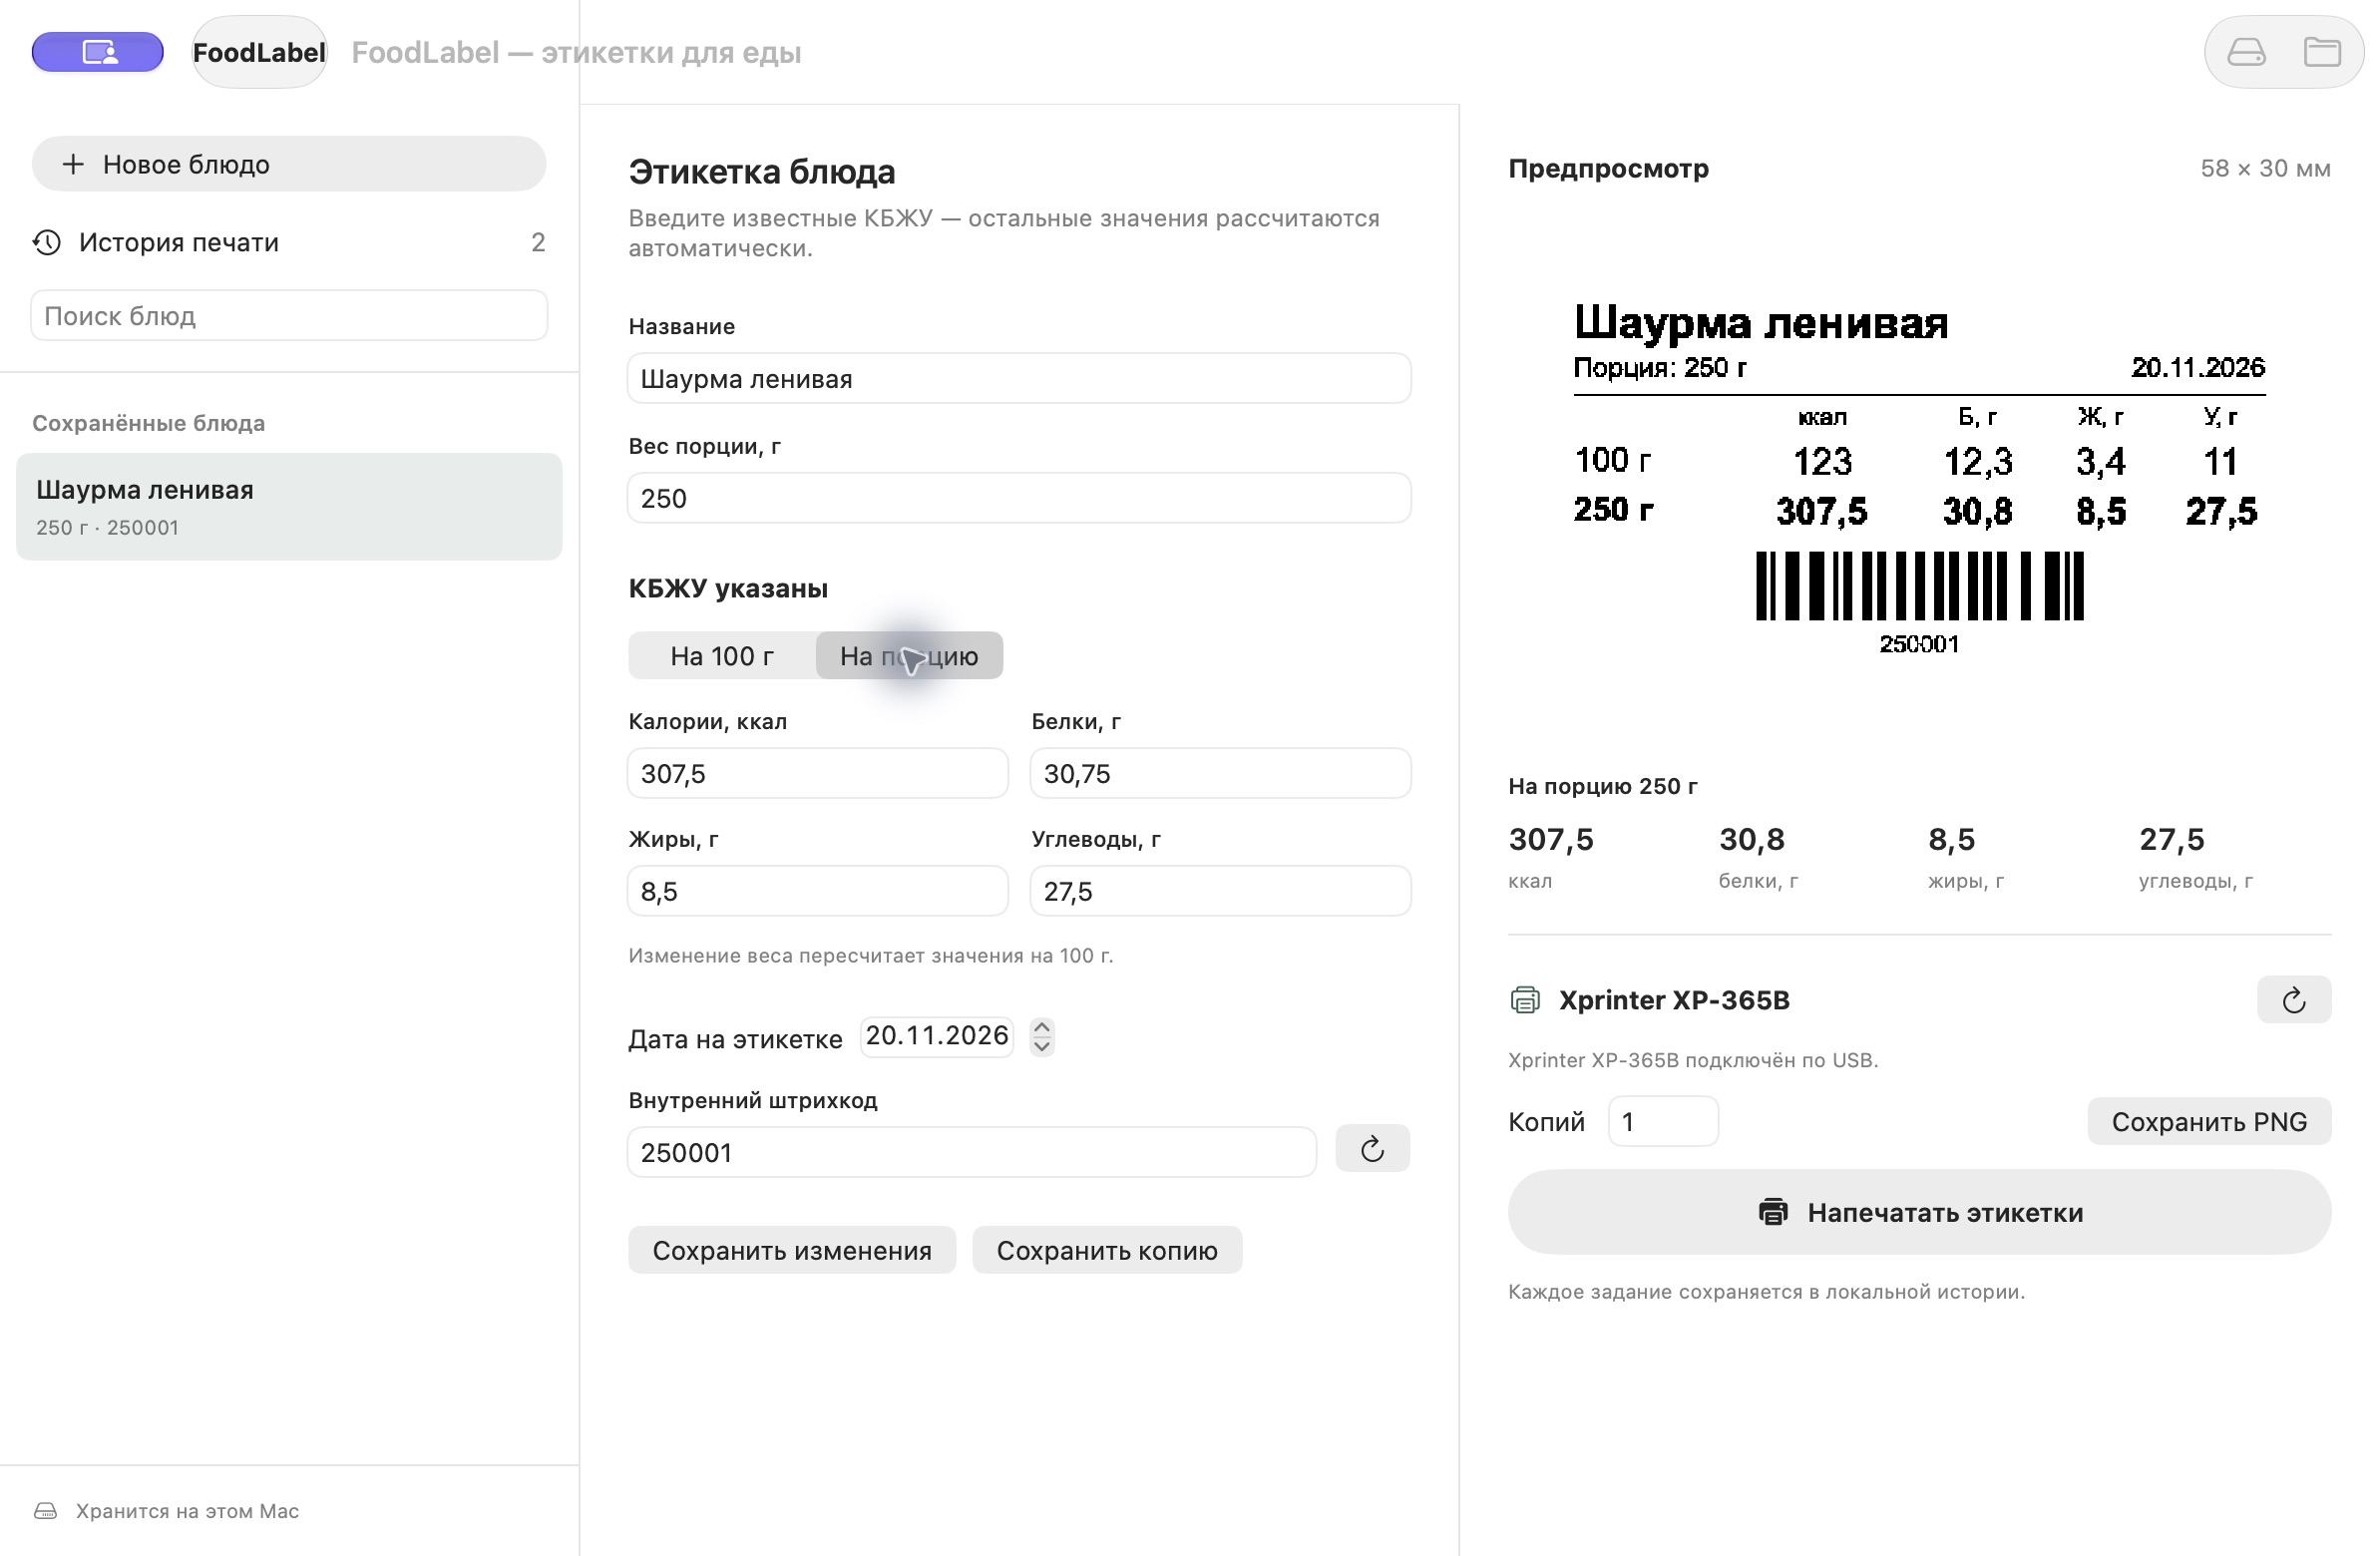 FoodLabel
FoodLabel — этикетки для еды
Новое блюдо
История печати 2
Поиск блюд
Сохранённые блюда
Шаурма ленивая
250 г · 250001
Хранится на этом Mac
Этикетка блюда
Введите известные КБЖУ — остальные значения рассчитаются
автоматически.
Название
Шаурма ленивая
Вес порции, г
250
КБЖУ указаны
На 100 г На порцию
Калории, ккал Белки, г
307,5 30,75
Жиры, г Углеводы, г
8,5 27,5
Изменение веса пересчитает значения на 100 г.
Дата на этикетке 20.11.2026
Внутренний штрихкод
250001
Сохранить изменения Сохранить копию
Предпросмотр 58 × 30 мм
Шаурма ленивая
Порция: 250 г 20.11.2026
ккал Б, г Ж, г У, г
100 г 123 12,3 3,4 11
250 г 307,5 30,8 8,5 27,5
250001
На порцию 250 г
307,5 30,8 8,5 27,5
ккал белки, г жиры, г углеводы, г
Xprinter XP-365B
Xprinter XP-365B подключён по USB.
Копий 1 Сохранить PNG
Напечатать этикетки
Каждое задание сохраняется в локальной истории.